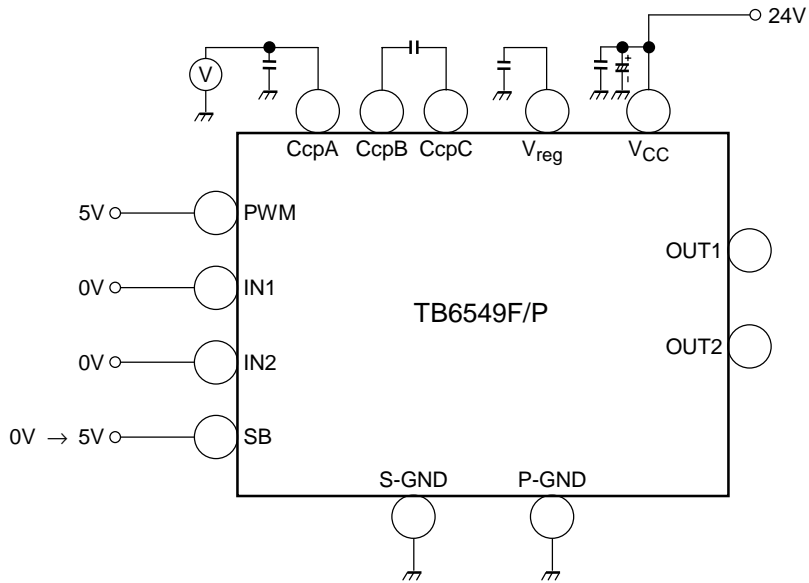 24V
V
CcpA CcpB CcpC Vreg VCC
5V PWM
OUT1
0V IN1
TB6549F/P
OUT2
0V IN2
0V → 5V SB
S-GND P-GND